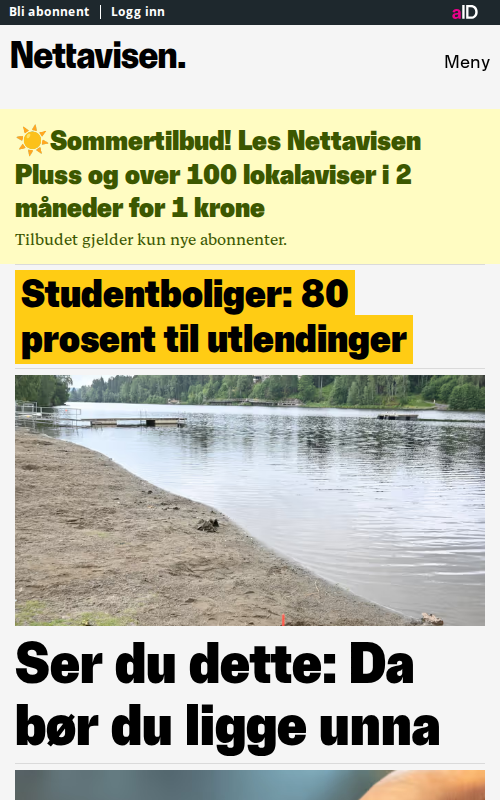 Bli abonnent
Logg inn
aID
Nettavisen.
Meny
☀️Sommertilbud! Les Nettavisen
Pluss og over 100 lokalaviser i 2
måneder for 1 krone
Tilbudet gjelder kun nye abonnenter.
Studentboliger: 80
prosent til utlendinger
Ser du dette: Da
bør du ligge unna